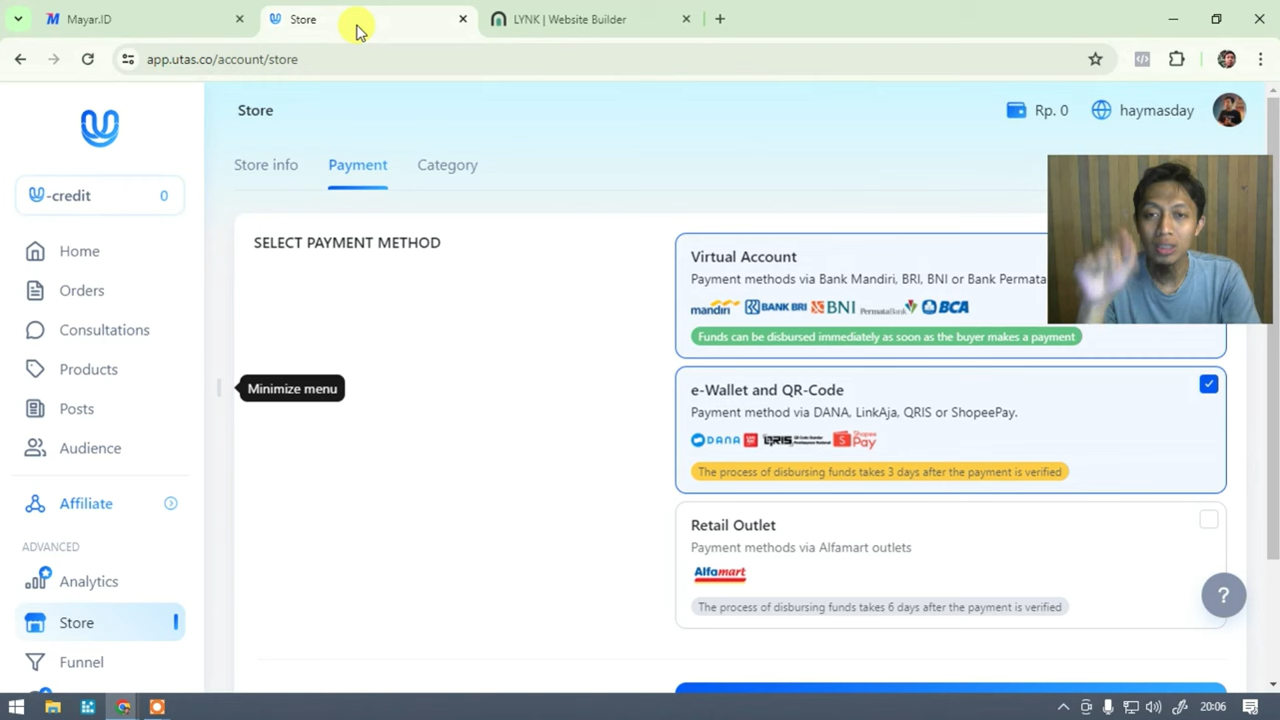 Mayar.ID
Store
LYNK | Website Builder
app.utas.co/account/store
Store
Rp. 0
haymasday
U-credit 0
Store info
Payment
Category
Home
Orders
Consultations
Products
Posts
Audience
Affiliate
ADVANCED
Analytics
Store
Funnel
Minimize menu
SELECT PAYMENT METHOD
Virtual Account
Payment methods via Bank Mandiri, BRI, BNI or Bank Permata
mandiri BANK BRI BNI PermataBank BCA
Funds can be disbursed immediately as soon as the buyer makes a payment
e-Wallet and QR-Code
Payment method via DANA, LinkAja, QRIS or ShopeePay.
DANA QRIS Shopee Pay
The process of disbursing funds takes 3 days after the payment is verified
Retail Outlet
Payment methods via Alfamart outlets
Alfamart
The process of disbursing funds takes 6 days after the payment is verified
?
20:06